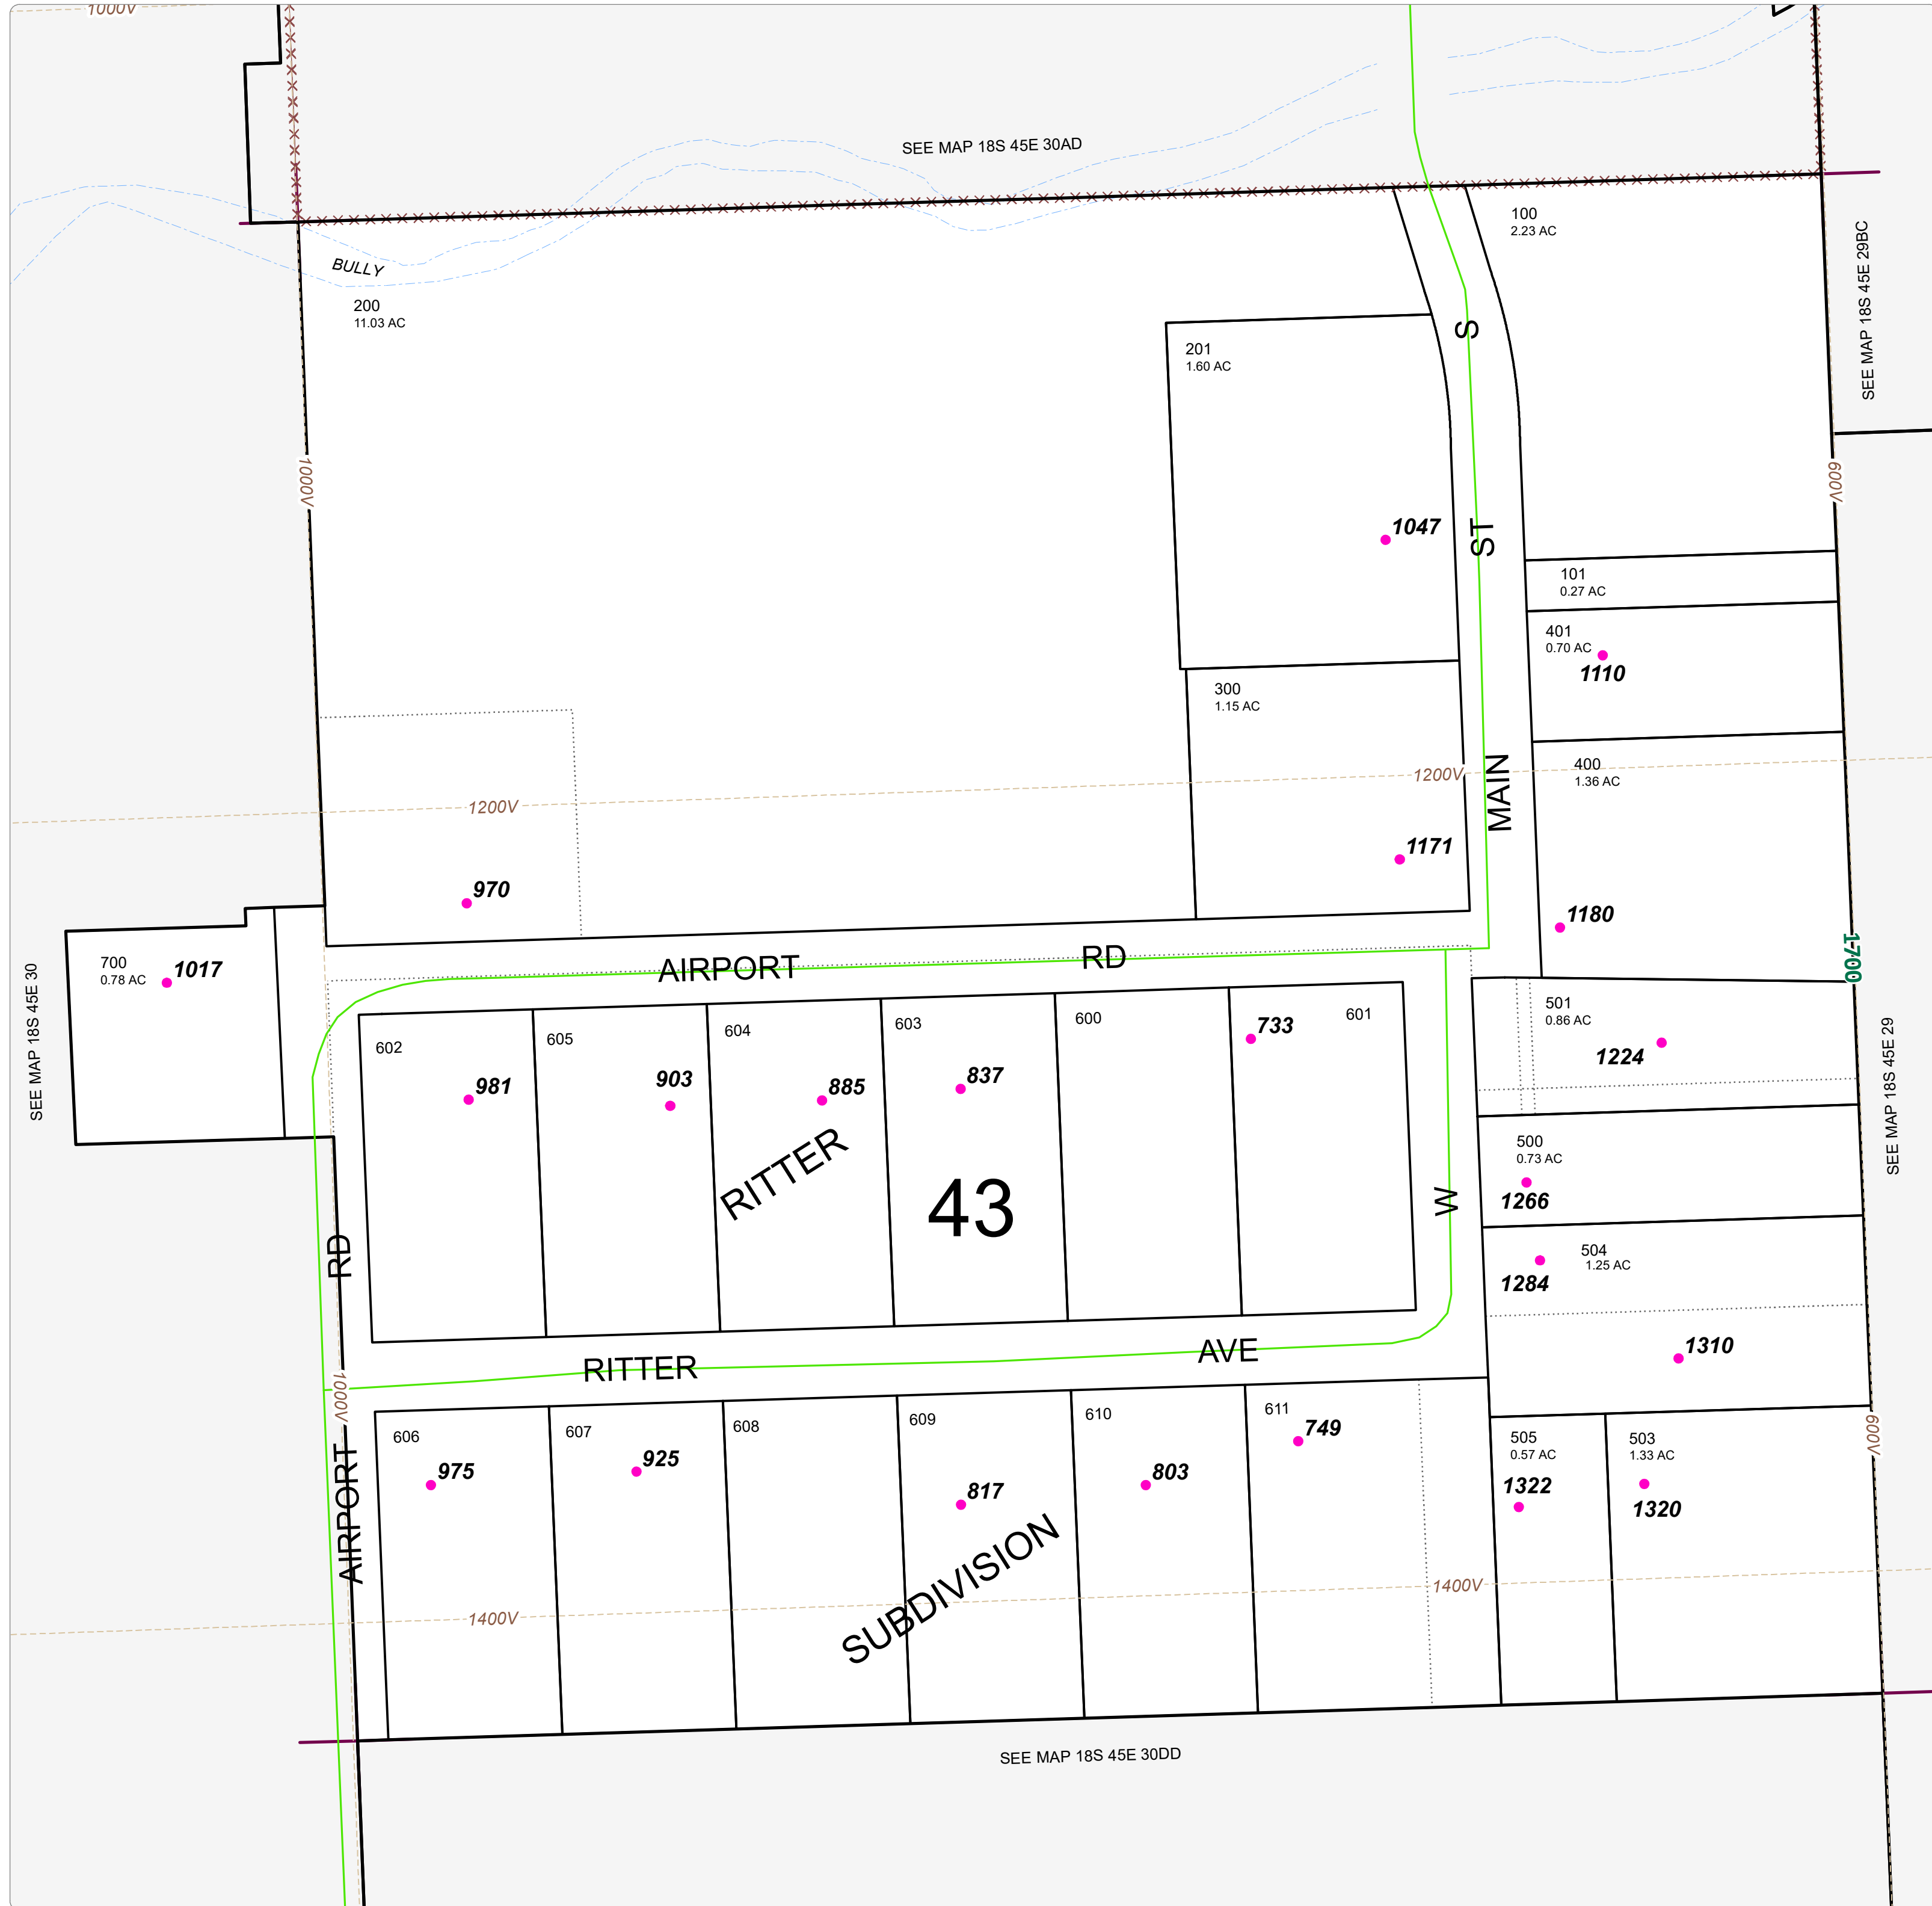 1000V
SEE MAP 18S 45E 30AD
100
2.23 AC
SEE MAP 18S 45E 29BC
BULLY
200
11.03 AC
S
201
1.60 AC
1000V
600V
1047
ST
101
0.27 AC
401
0.70 AC
1110
300
1.15 AC
400
1.36 AC
1200V
1200V
MAIN
1171
970
1180
1700
700
0.78 AC
1017
AIRPORT
RD
SEE MAP 18S 45E 30
602
605
604
603
600
733
601
501
0.86 AC
1224
SEE MAP 18S 45E 29
981
903
885
837
RITTER
43
W
500
0.73 AC
1266
RD
504
1.25 AC
1284
1310
RITTER
AVE
1000V
606
607
608
609
610
611
749
505
0.57 AC
503
1.33 AC
600V
975
925
817
803
1322
1320
AIRPORT
SUBDIVISION
1400V
1400V
SEE MAP 18S 45E 30DD